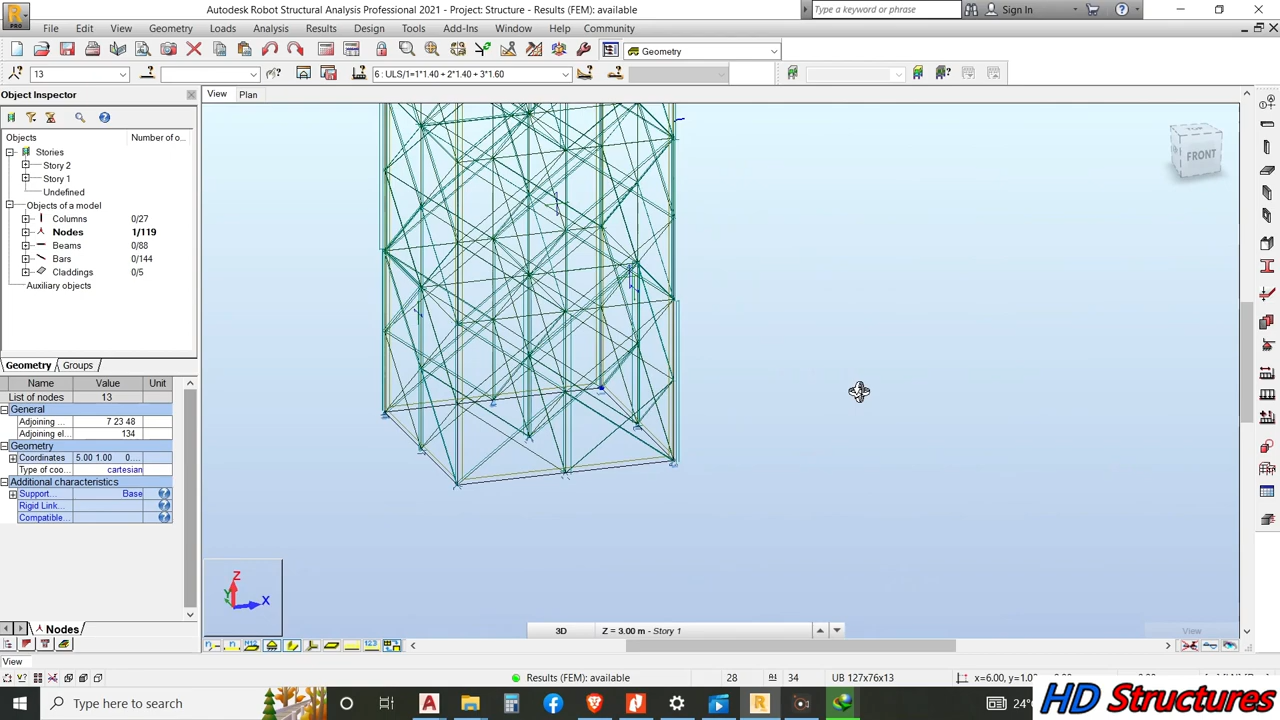 Autodesk Robot Structural Analysis Professional 2021 - Project: Structure - Results (FEM): available
Type a keyword or phrase
Sign In
PRO
File Edit View Geometry Loads Analysis Results Design Tools Add-Ins Window Help Community
Geometry
13
6 : ULS/1=1*1.40 + 2*1.40 + 3*1.60
Object Inspector
View Plan
Objects Number of o...
Stories
Story 2
Story 1
Undefined
Objects of a model
Columns 0/27
Nodes 1/119
Beams 0/88
Bars 0/144
Claddings 0/5
Auxiliary objects
Geometry Groups
Name Value Unit
List of nodes 13
General
Adjoining ... 7 23 48
Adjoining el... 134
Geometry
Coordinates 5.00 1.00 0....
Type of coo... cartesian
Additional characteristics
Support... Base
Rigid Link...
Compatible...
Nodes
TOP
FRONT
Z
Y
X
3D Z = 3.00 m - Story 1
View
View
Results (FEM): available 28 34 UB 127x76x13
Type here to search
24°
HD Structures